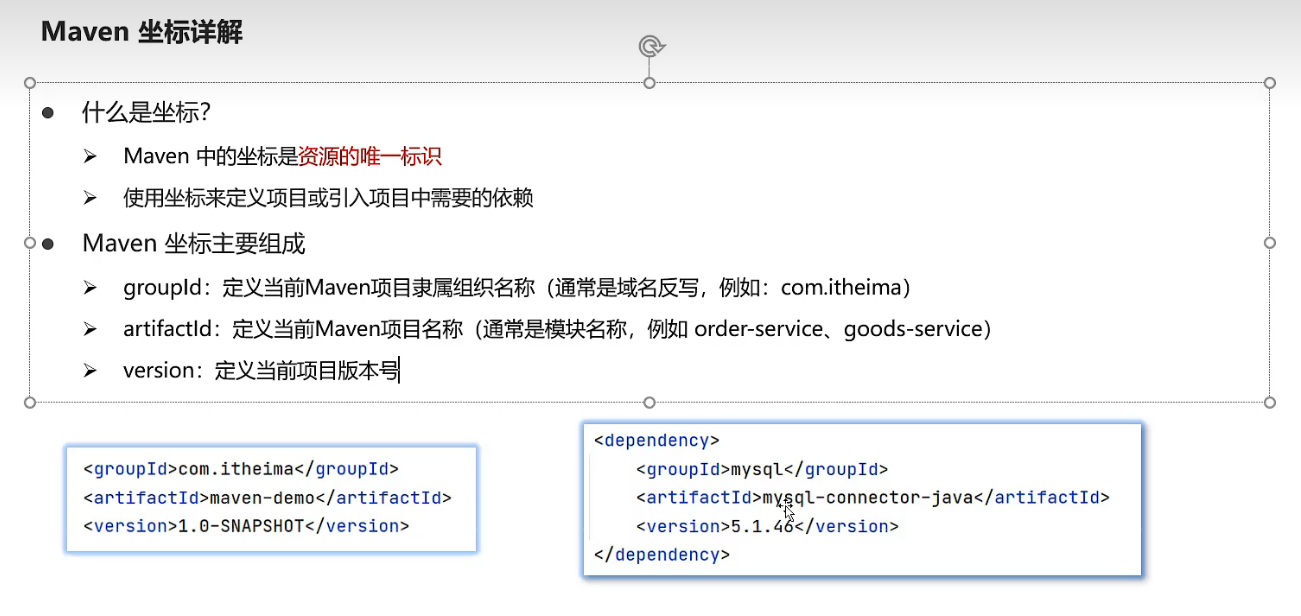 Maven 坐标详解
● 什么是坐标?
➢ Maven 中的坐标是资源的唯一标识
➢ 使用坐标来定义项目或引入项目中需要的依赖
● Maven 坐标主要组成
➢ groupId：定义当前Maven项目隶属组织名称（通常是域名反写，例如：com.itheima）
➢ artifactId：定义当前Maven项目名称（通常是模块名称，例如 order-service、goods-service）
➢ version：定义当前项目版本号
<groupId>com.itheima</groupId>
<artifactId>maven-demo</artifactId>
<version>1.0-SNAPSHOT</version>
<dependency>
<groupId>mysql</groupId>
<artifactId>mysql-connector-java</artifactId>
<version>5.1.46</version>
</dependency>